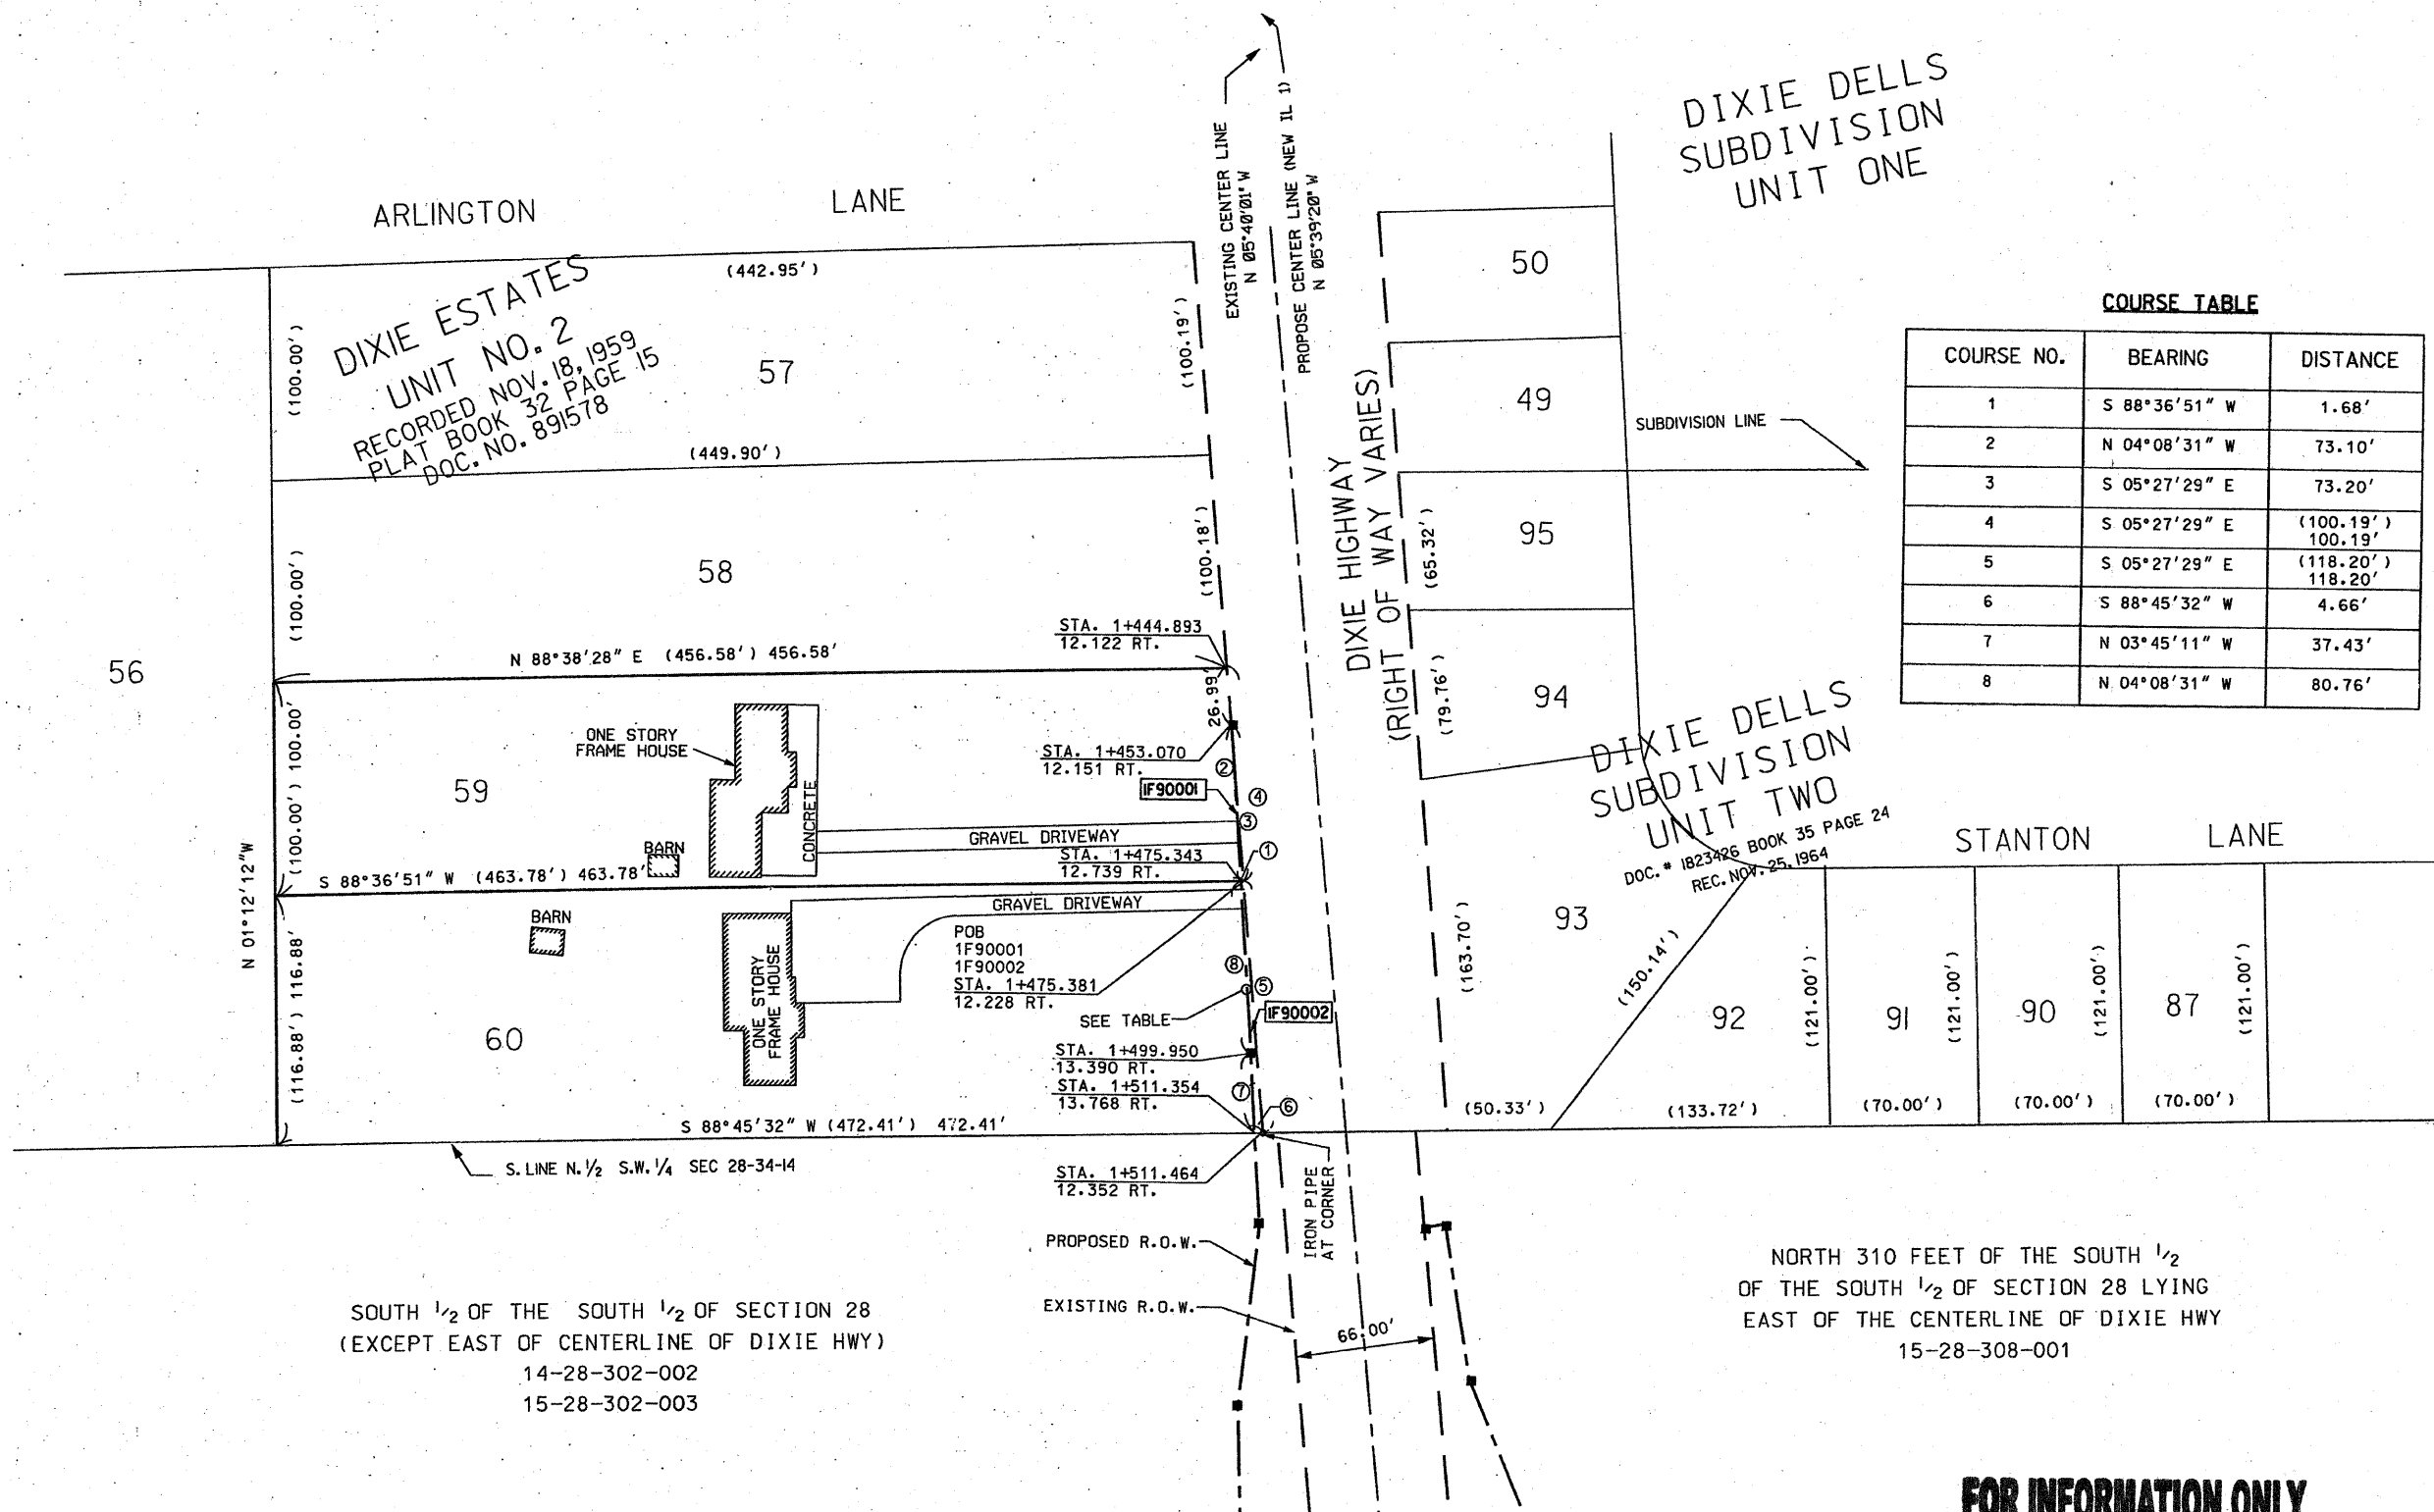 EXISTING CENTER LINE
N 05°40'01" W
PROPOSE CENTER LINE (NEW IL 1)
N 05°39'20" W
DIXIE DELLS
SUBDIVISION
UNIT ONE
ARLINGTON LANE
(442.95')
DIXIE ESTATES
UNIT NO. 2
RECORDED NOV. 18, 1959
PLAT BOOK 32 PAGE 15
DOC. NO. 891578
(100.00')
57
(100.19')
(449.90')
50
49
SUBDIVISION LINE
COURSE TABLE
COURSE NO. BEARING DISTANCE
1 S 88°36'51" W 1.68'
2 N 04°08'31" W 73.10'
3 S 05°27'29" E 73.20'
4 S 05°27'29" E (100.19')
100.19'
5 S 05°27'29" E (118.20')
118.20'
6 S 88°45'32" W 4.66'
7 N 03°45'11" W 37.43'
8 N 04°08'31" W 80.76'
DIXIE HIGHWAY
(RIGHT OF WAY VARIES)
(65.32')
95
(79.76')
94
(100.00')
58
(100.18')
56
STA. 1+444.893
12.122 RT.
N 88°38'28" E (456.58') 456.58'
26.99'
ONE STORY
FRAME HOUSE
59
(100.00') 100.00'
STA. 1+453.070
12.151 RT.
2
1F90001
4
3
CONCRETE
GRAVEL DRIVEWAY
BARN
STA. 1+475.343
12.739 RT.
1
S 88°36'51" W (463.78') 463.78'
N 01°12'12"W
DIXIE DELLS
SUBDIVISION
UNIT TWO
DOC. # 1823426 BOOK 35 PAGE 24
REC. NOV. 25, 1964
STANTON LANE
GRAVEL DRIVEWAY
BARN
(116.88') 116.88'
60
ONE STORY
FRAME HOUSE
POB
1F90001
1F90002
STA. 1+475.381
12.228 RT.
8
5
SEE TABLE
1F90002
STA. 1+499.950
13.390 RT.
STA. 1+511.354
13.768 RT.
7
6
(163.70')
93
(150.14')
92
(121.00')
91
(121.00')
90
(121.00')
87
(121.00')
(50.33')
(133.72')
(70.00')
(70.00')
(70.00')
S 88°45'32" W (472.41') 472.41'
S. LINE N. 1/2 S.W. 1/4 SEC 28-34-14
STA. 1+511.464
12.352 RT.
IRON PIPE
AT CORNER
PROPOSED R.O.W.
EXISTING R.O.W.
66.00'
SOUTH 1/2 OF THE SOUTH 1/2 OF SECTION 28
(EXCEPT EAST OF CENTERLINE OF DIXIE HWY)
14-28-302-002
15-28-302-003
NORTH 310 FEET OF THE SOUTH 1/2
OF THE SOUTH 1/2 OF SECTION 28 LYING
EAST OF THE CENTERLINE OF DIXIE HWY
15-28-308-001
FOR INFORMATION ONLY